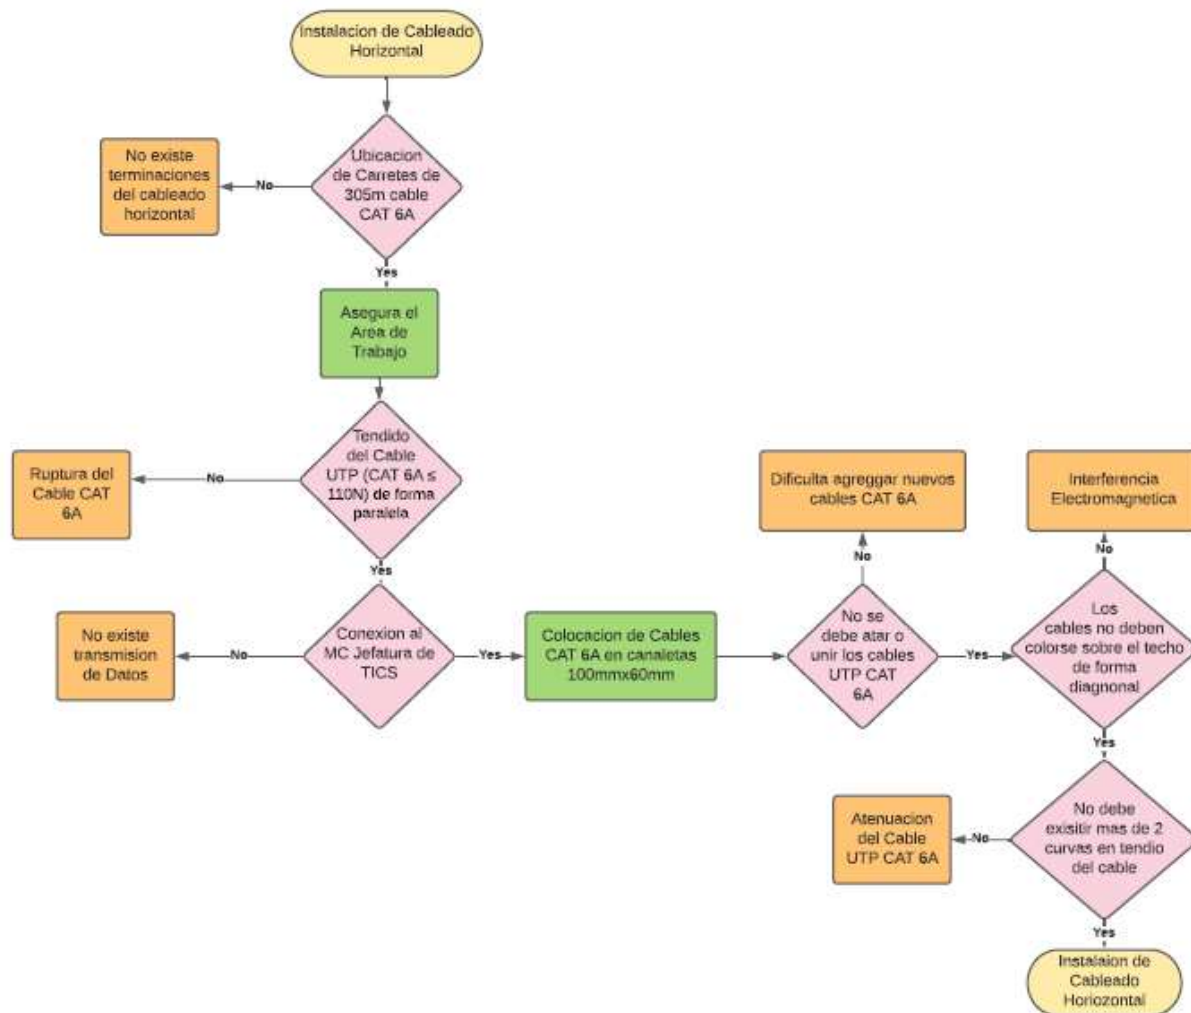 Instalacion de Cableado
Horizontal
Ubicacion
de Carretes de
305m cable
CAT 6A
No
No existe
terminaciones
del cableado
horizontal
Yes
Asegura el
Area de
Trabajo
Tendido
del Cable
UTP (CAT 6A ≤
110N) de forma
paralela
No
Ruptura del
Cable CAT
6A
Yes
Conexion al
MC Jefatura de
TICS
No
No existe
transmision
de Datos
Yes
Colocacion de Cables
CAT 6A en canaletas
100mmx60mm
No se
debe atar o
unir los cables
UTP CAT
6A
No
Dificulta agreggar nuevos
cables CAT 6A
Yes
Los
cables no deben
colorse sobre el techo
de forma
diagnonal
No
Interferencia
Electromagnetica
Yes
No debe
exisitir mas de 2
curvas en tendio
del cable
No
Atenuacion
del Cable
UTP CAT 6A
Yes
Instalaion de
Cableado
Horiozontal